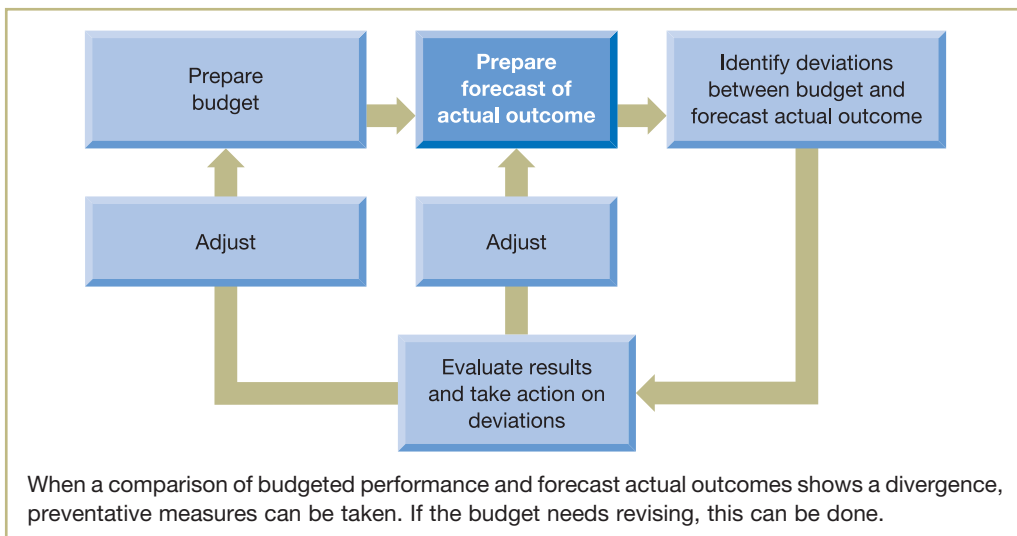 Prepare
budget
Prepare
forecast of
actual outcome
Identify deviations
between budget and
forecast actual outcome
Adjust
Adjust
Evaluate results
and take action on
deviations
When a comparison of budgeted performance and forecast actual outcomes shows a divergence,
preventative measures can be taken. If the budget needs revising, this can be done.